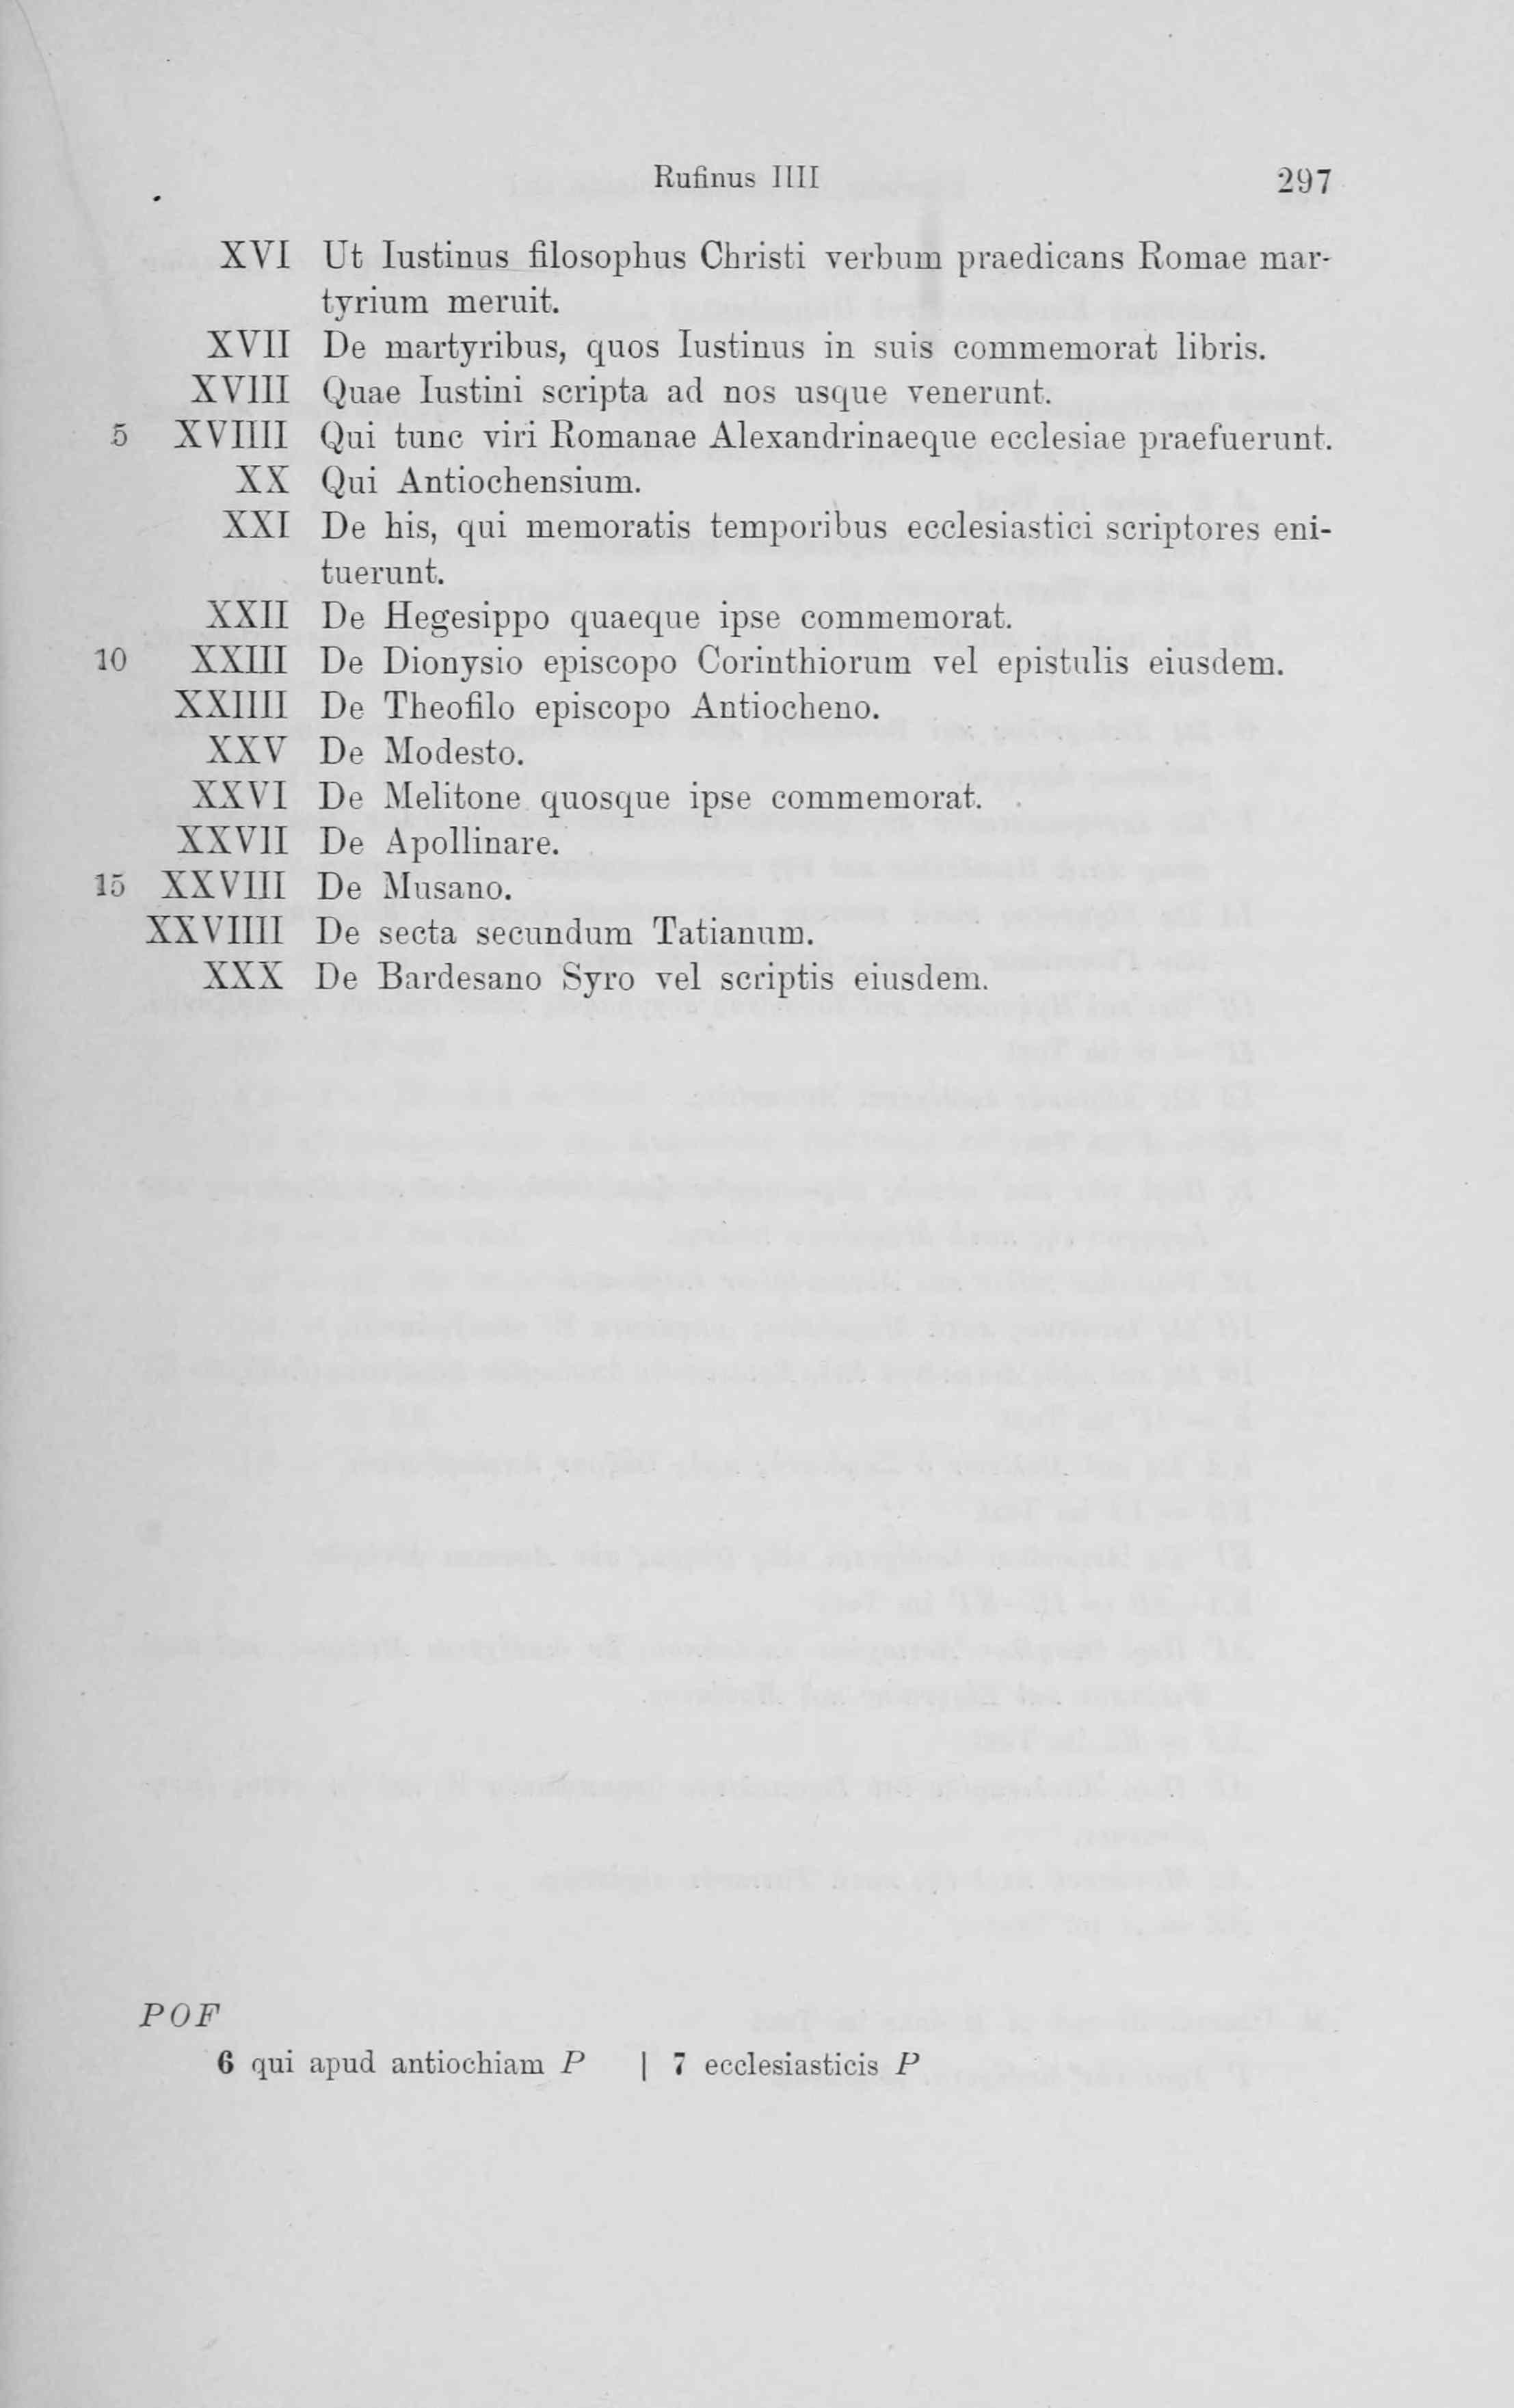 Rufinus IIII 297
XVI Ut Iustinus filosophus Christi verbum praedicans Romae mar-
tyrium meruit.
XVII De martyribus, quos Iustinus in suis commemorat libris.
XVIII Quae Iustini scripta ad nos usque venerunt.
5 XVIIII Qui tunc viri Romanae Alexandrinaeque ecclesiae praefuerunt.
XX Qui Antiochensium.
XXI De his, qui memoratis temporibus ecclesiastici scriptores eni-
tuerunt.
XXII De Hegesippo quaeque ipse commemorat.
10 XXIII De Dionysio episcopo Corinthiorum vel epistulis eiusdem.
XXIIII De Theofilo episcopo Antiocheno.
XXV De Modesto.
XXVI De Melitone quosque ipse commemorat.
XXVII De Apollinare.
15 XXVIII De Musano.
XXVIIII De secta secundum Tatianum.
XXX De Bardesano Syro vel scriptis eiusdem.
POF
6 qui apud antiochiam P | 7 ecclesiasticis P